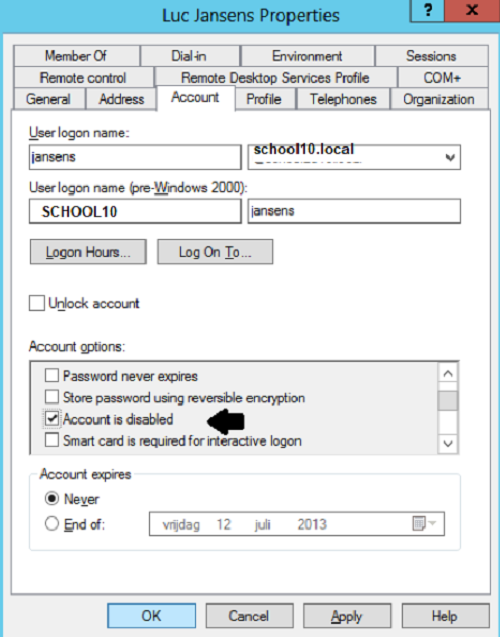 Luc Jansens Properties
? x
Member Of Dial-in Environment Sessions
Remote control Remote Desktop Services Profile COM+
General Address Account Profile Telephones Organization
User logon name:
jansens school10.local
User logon name (pre-Windows 2000):
SCHOOL10 jansens
Logon Hours... Log On To...
Unlock account
Account options:
Password never expires
Store password using reversible encryption
Account is disabled
Smart card is required for interactive logon
Account expires
Never
End of: vrijdag 12 juli 2013
OK Cancel Apply Help